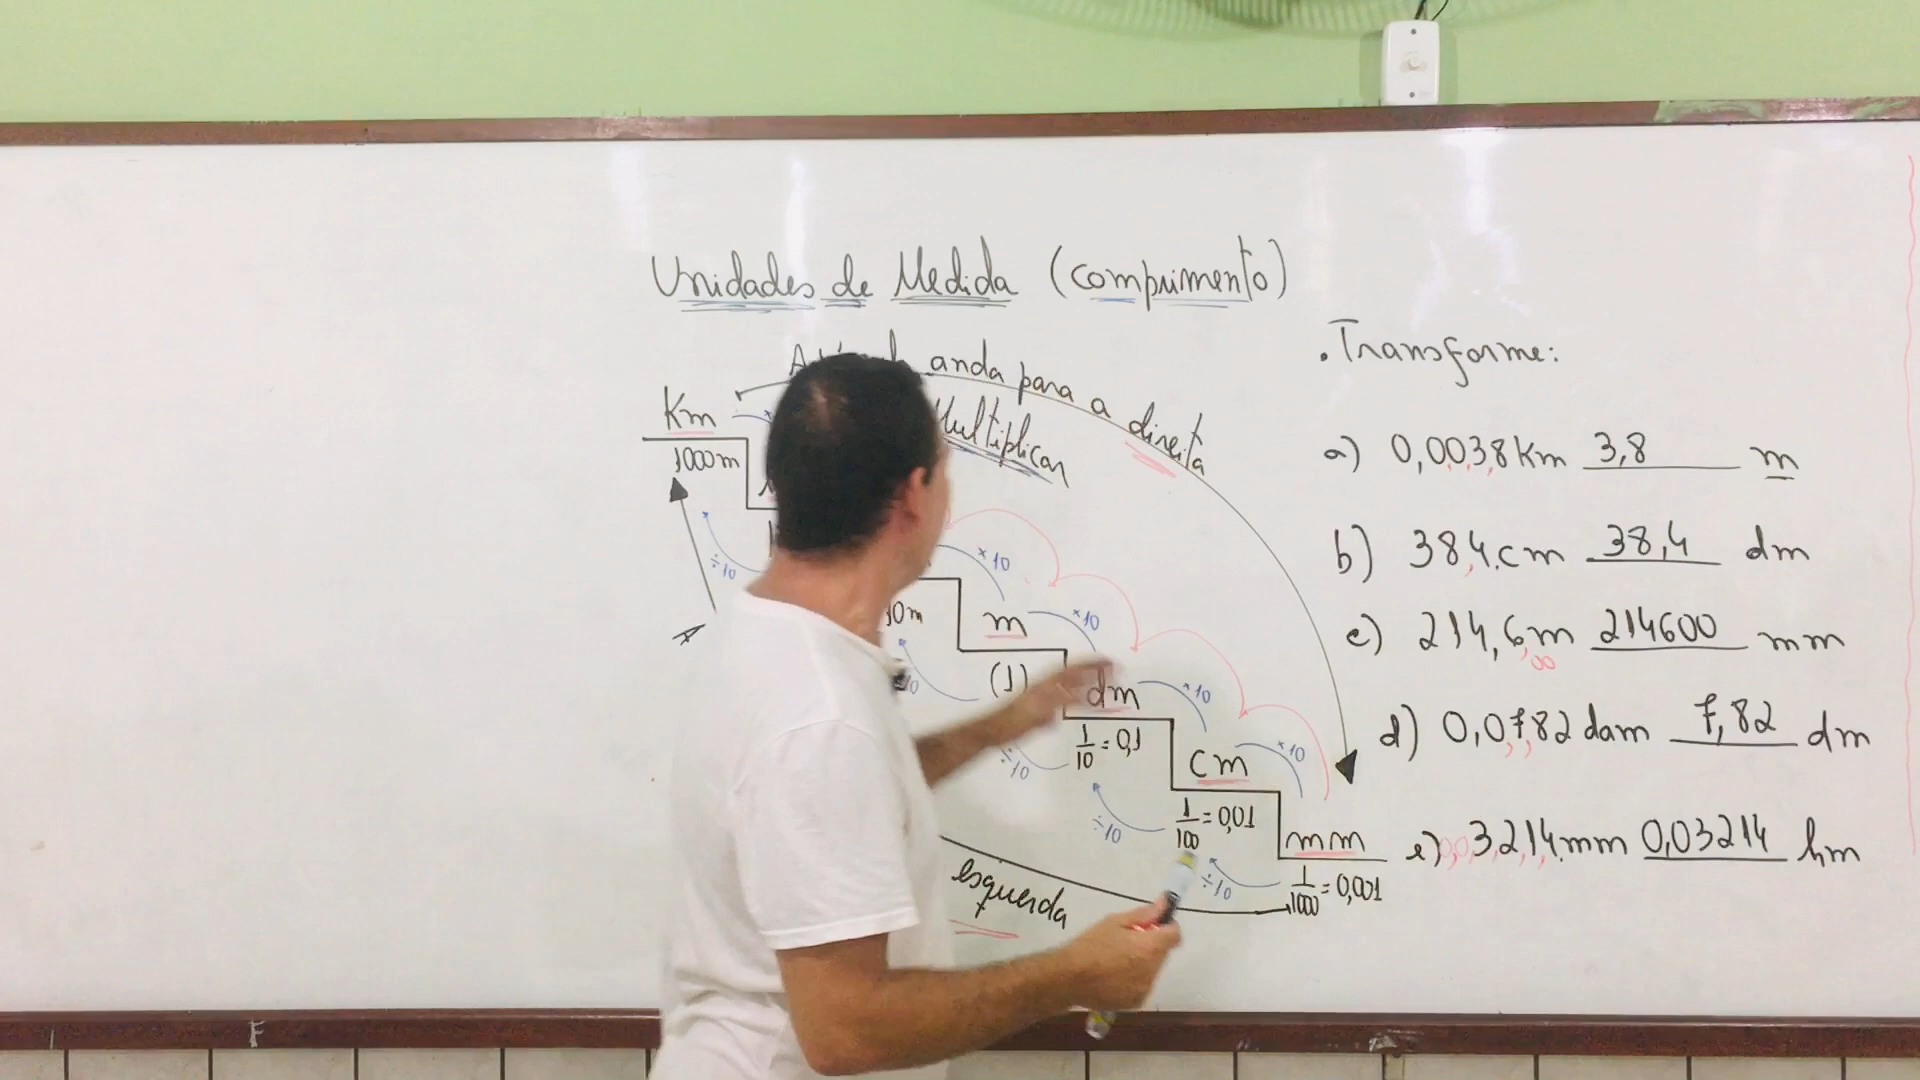 Unidades de Medida (comprimento)
anda para a direita
Multiplicar
Km
1000m
×10
÷10
m
(1)
×10
÷10
dm
1/10 = 0,1
×10
÷10
cm
1/100 = 0,01
×10
÷10
mm
1/1000 = 0,001
esquerda
.Transforme:
a) 0,0038 Km 3,8 m
b) 384 cm 38,4 dm
c) 214,6 m 214600 mm
00
d) 0,0782 dam 7,82 dm
e) 0,0 3214 mm 0,03214 hm